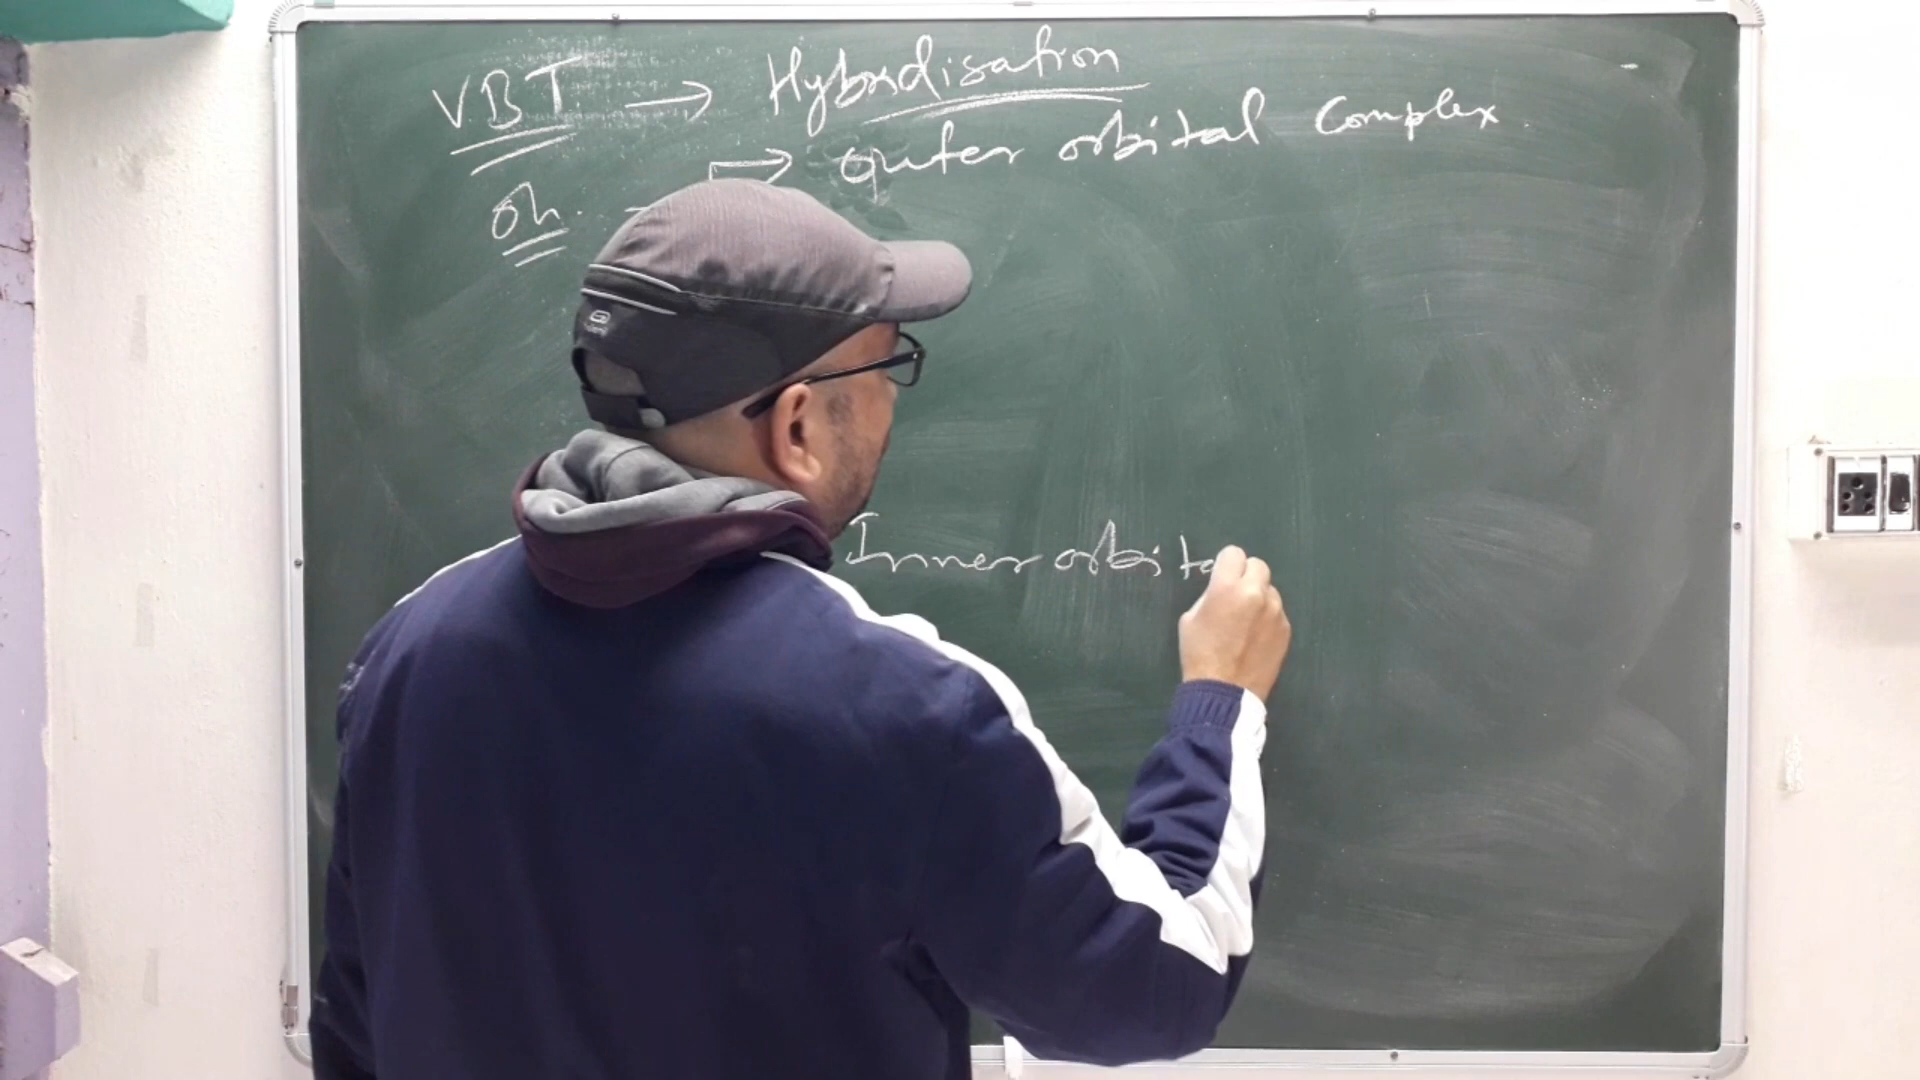 VBT → Hybridisation
→ outer orbital Complex.
Oh.
Inner orbita